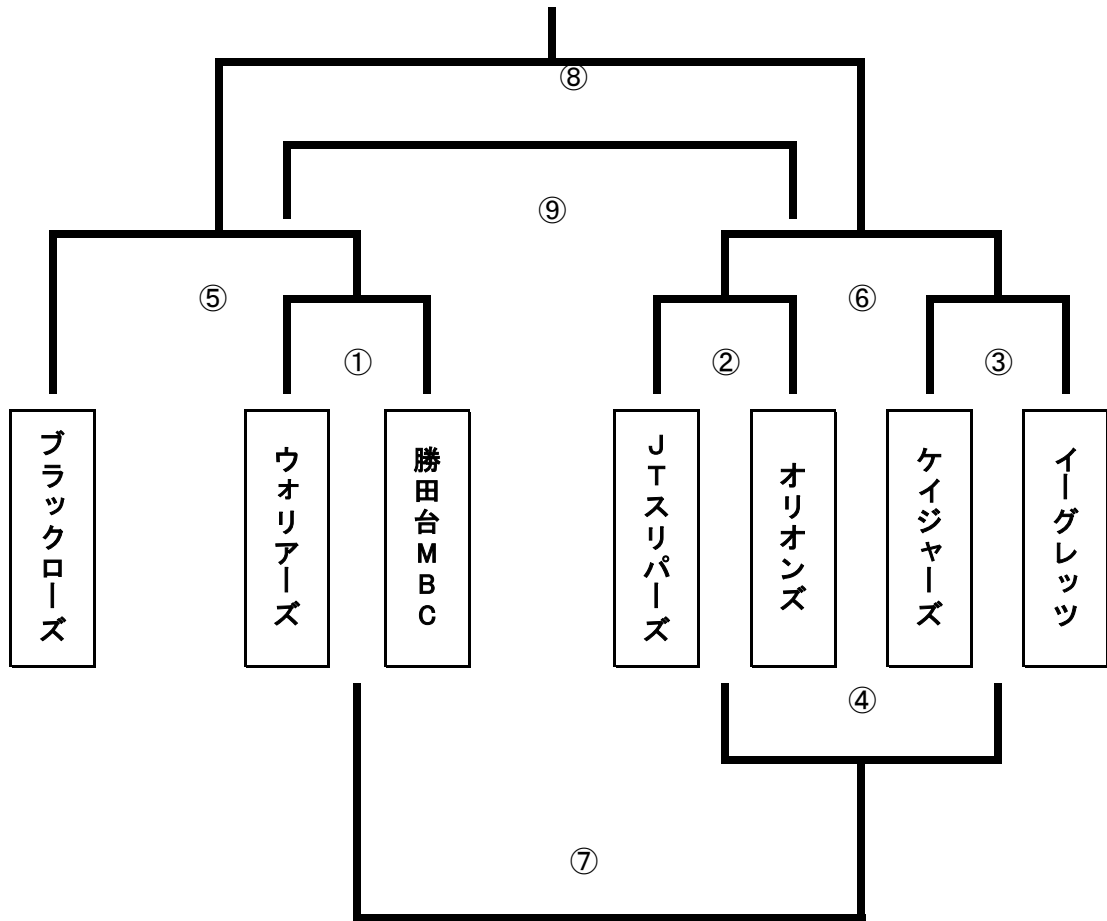 ⑧
⑨
⑤
⑥
①
②
③
ブラックローズ
ウォリアーズ
勝田台MBC
JTスリパーズ
オリオンズ
ケイジャーズ
イーグレッツ
④
⑦